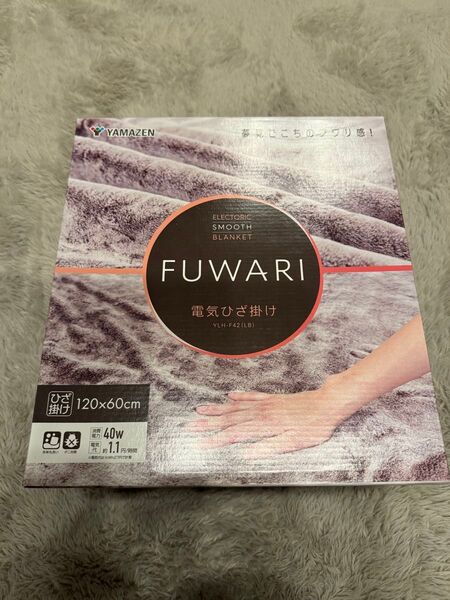 YAMAZEN
夢見ごこちのフワリ感!
ELECTORIC
SMOOTH
BLANKET
FUWARI
電気ひざ掛け
YLH-F42(LB)
ひざ
掛け
120×60cm
消費
電力
40w
電気
代
約1.1円/時間